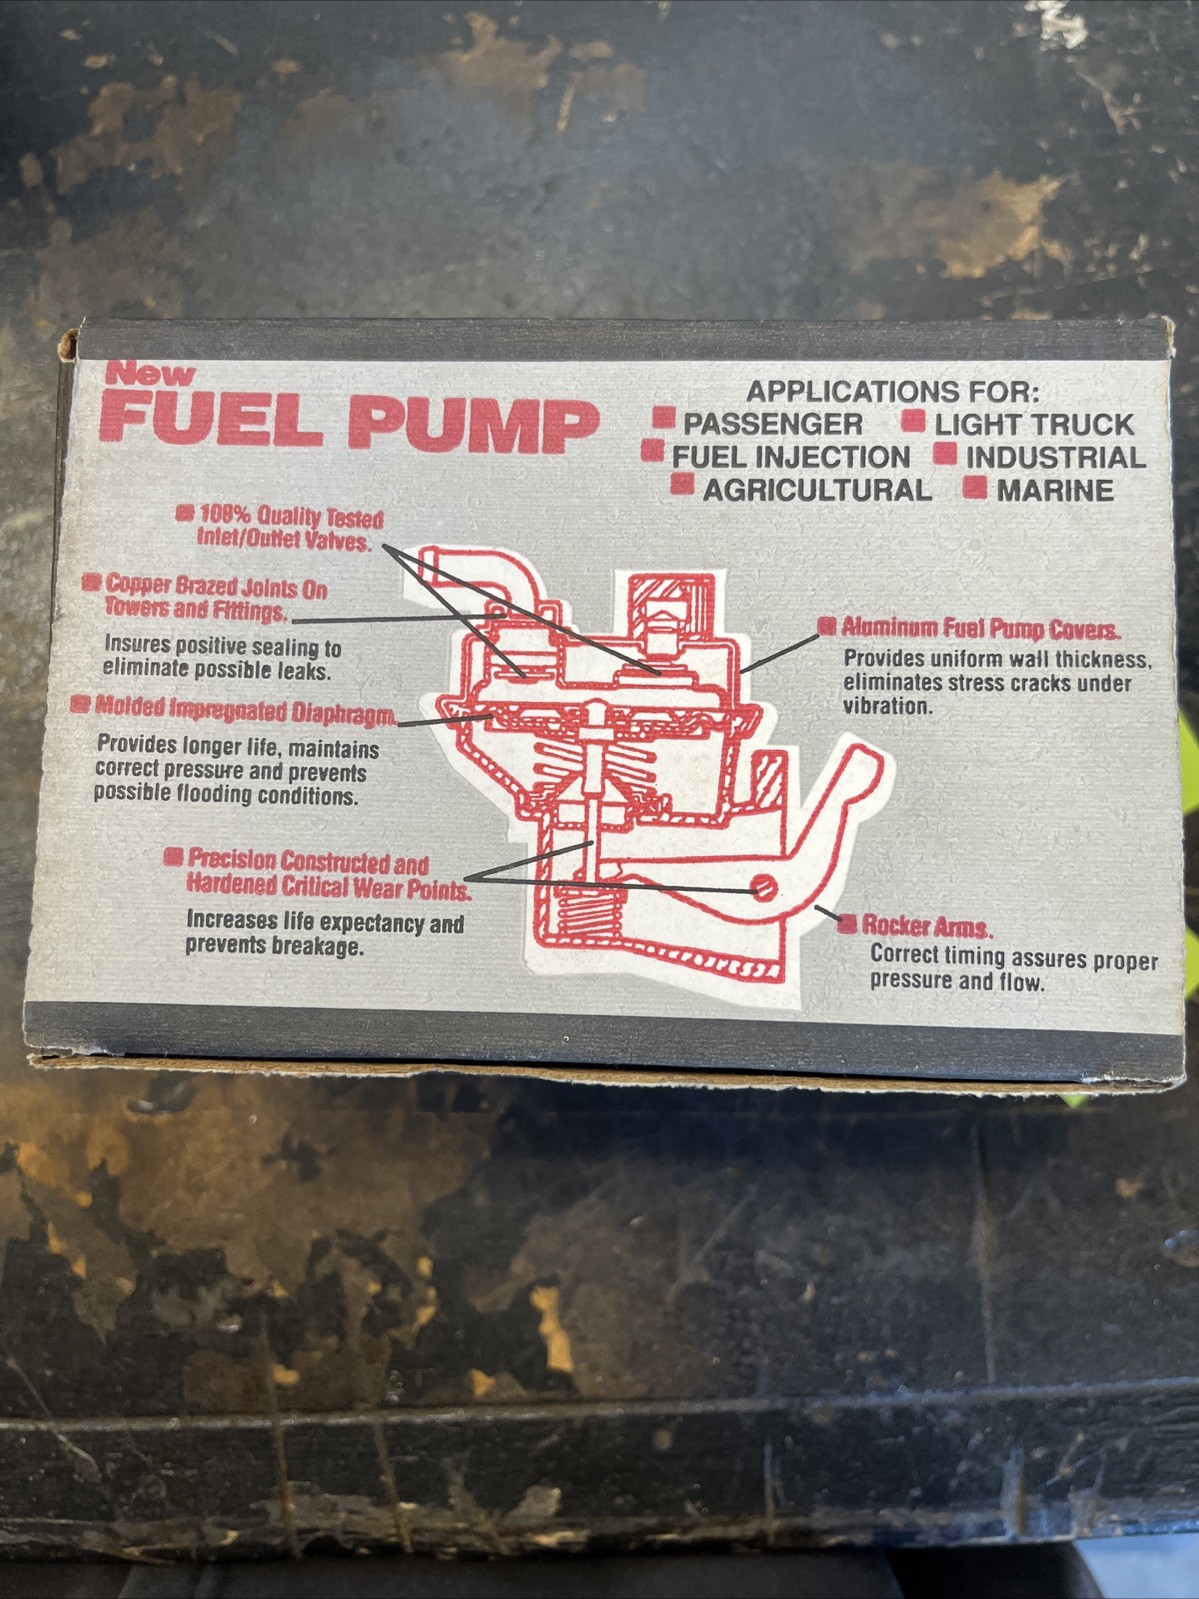 New
FUEL PUMP
APPLICATIONS FOR:
PASSENGER LIGHT TRUCK
FUEL INJECTION INDUSTRIAL
AGRICULTURAL MARINE
100% Quality Tested
Inlet/Outlet Valves.
Copper Brazed Joints On
Towers and Fittings.
Insures positive sealing to
eliminate possible leaks.
Molded Impregnated Diaphragm.
Provides longer life, maintains
correct pressure and prevents
possible flooding conditions.
Precision Constructed and
Hardened Critical Wear Points.
Increases life expectancy and
prevents breakage.
Aluminum Fuel Pump Covers.
Provides uniform wall thickness,
eliminates stress cracks under
vibration.
Rocker Arms.
Correct timing assures proper
pressure and flow.